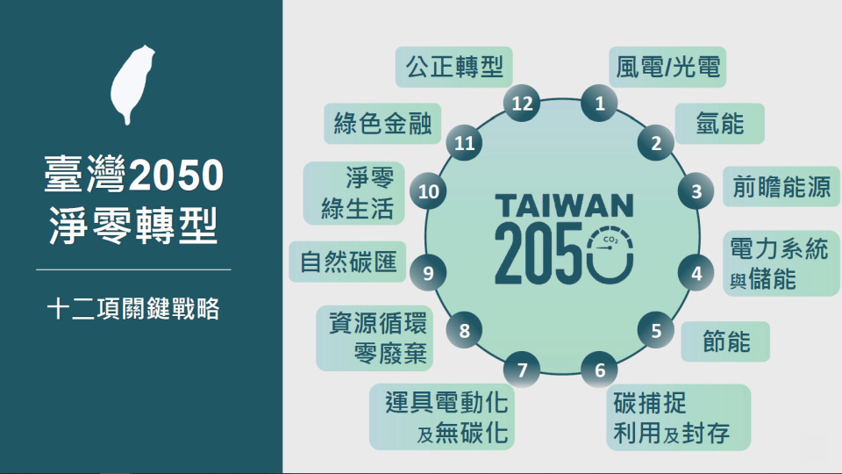 臺灣2050
淨零轉型
十二項關鍵戰略
TAIWAN
2050
CO₂
1
風電/光電
2
氫能
3
前瞻能源
4
電力系統
與儲能
5
節能
6
碳捕捉
利用及封存
7
運具電動化
及無碳化
8
資源循環
零廢棄
9
自然碳匯
10
淨零
綠生活
11
綠色金融
12
公正轉型